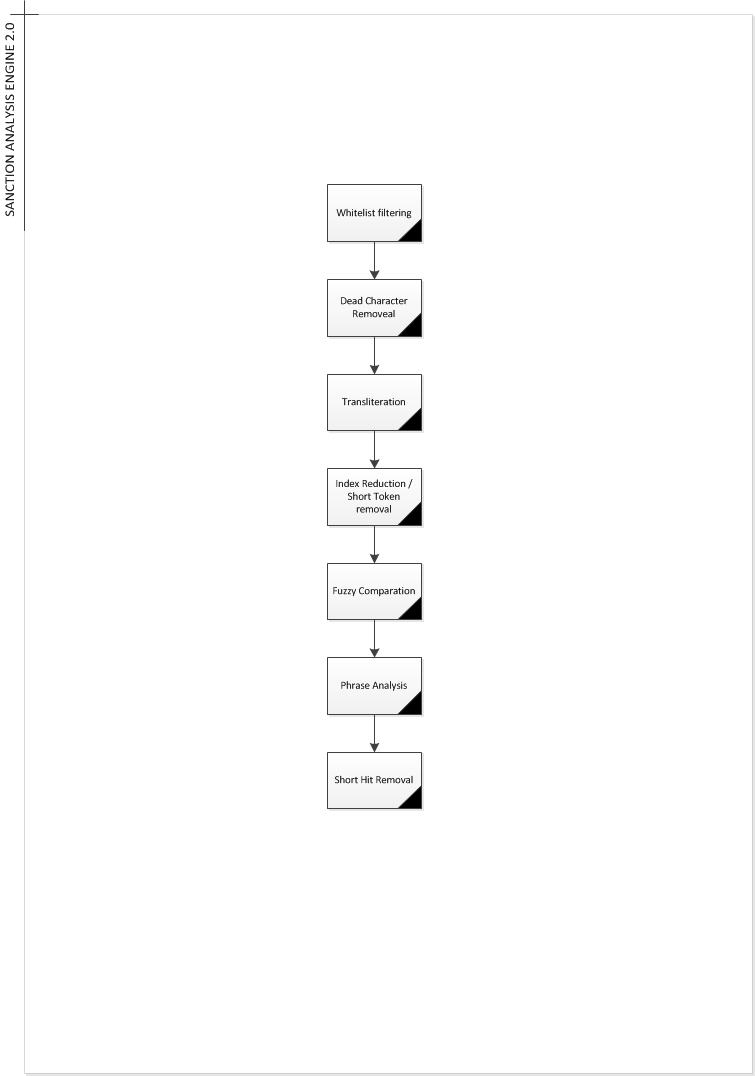 SANCTION ANALYSIS ENGINE 2.0
Whitelist filtering
Dead Character
Removeal
Transliteration
Index Reduction /
Short Token
removal
Fuzzy Comparation
Phrase Analysis
Short Hit Removal